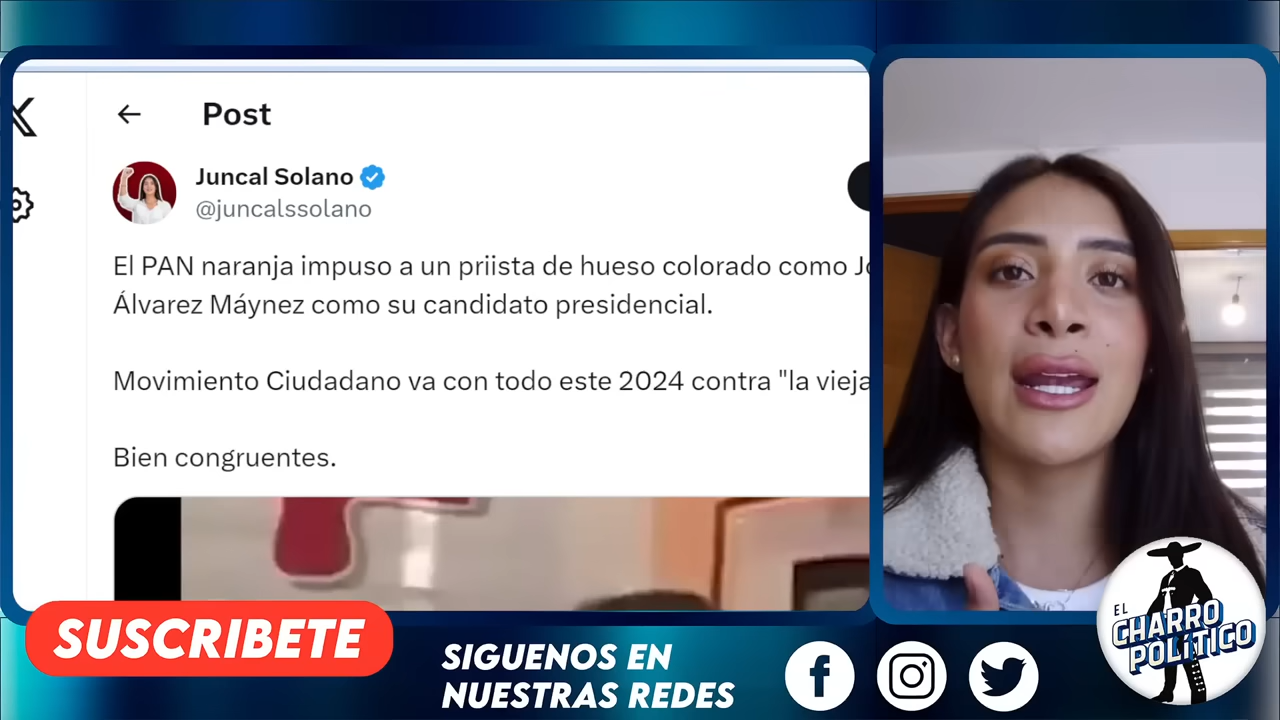 Post
Juncal Solano
@juncalssolano
El PAN naranja impuso a un priista de hueso colorado como
Álvarez Máynez como su candidato presidencial.
Movimiento Ciudadano va con todo este 2024 contra "la vieja
Bien congruentes.
SUSCRIBETE
SIGUENOS EN
NUESTRAS REDES
EL
CHARRO
POLÍTICO